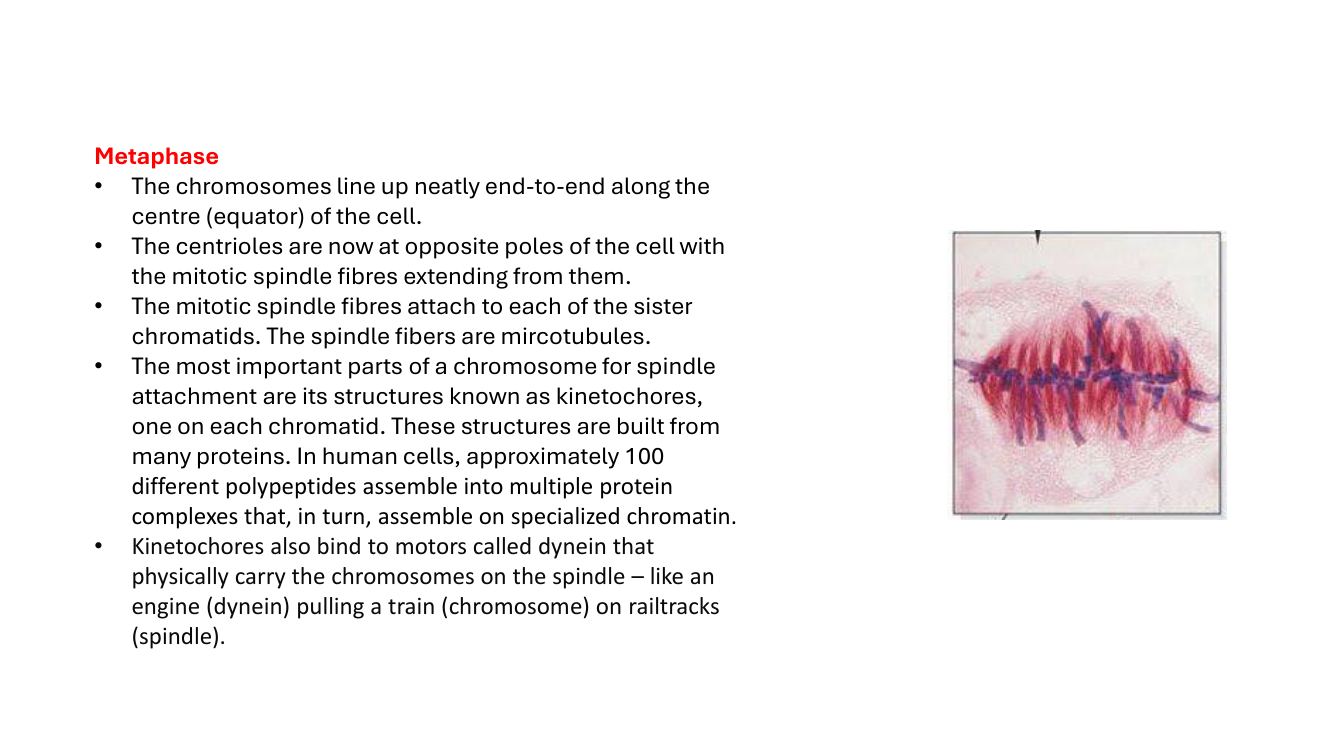 Metaphase
• The chromosomes line up neatly end-to-end along the
centre (equator) of the cell.
• The centrioles are now at opposite poles of the cell with
the mitotic spindle fibres extending from them.
• The mitotic spindle fibres attach to each of the sister
chromatids. The spindle fibers are mircotubules.
• The most important parts of a chromosome for spindle
attachment are its structures known as kinetochores,
one on each chromatid. These structures are built from
many proteins. In human cells, approximately 100
different polypeptides assemble into multiple protein
complexes that, in turn, assemble on specialized chromatin.
• Kinetochores also bind to motors called dynein that
physically carry the chromosomes on the spindle – like an
engine (dynein) pulling a train (chromosome) on railtracks
(spindle).